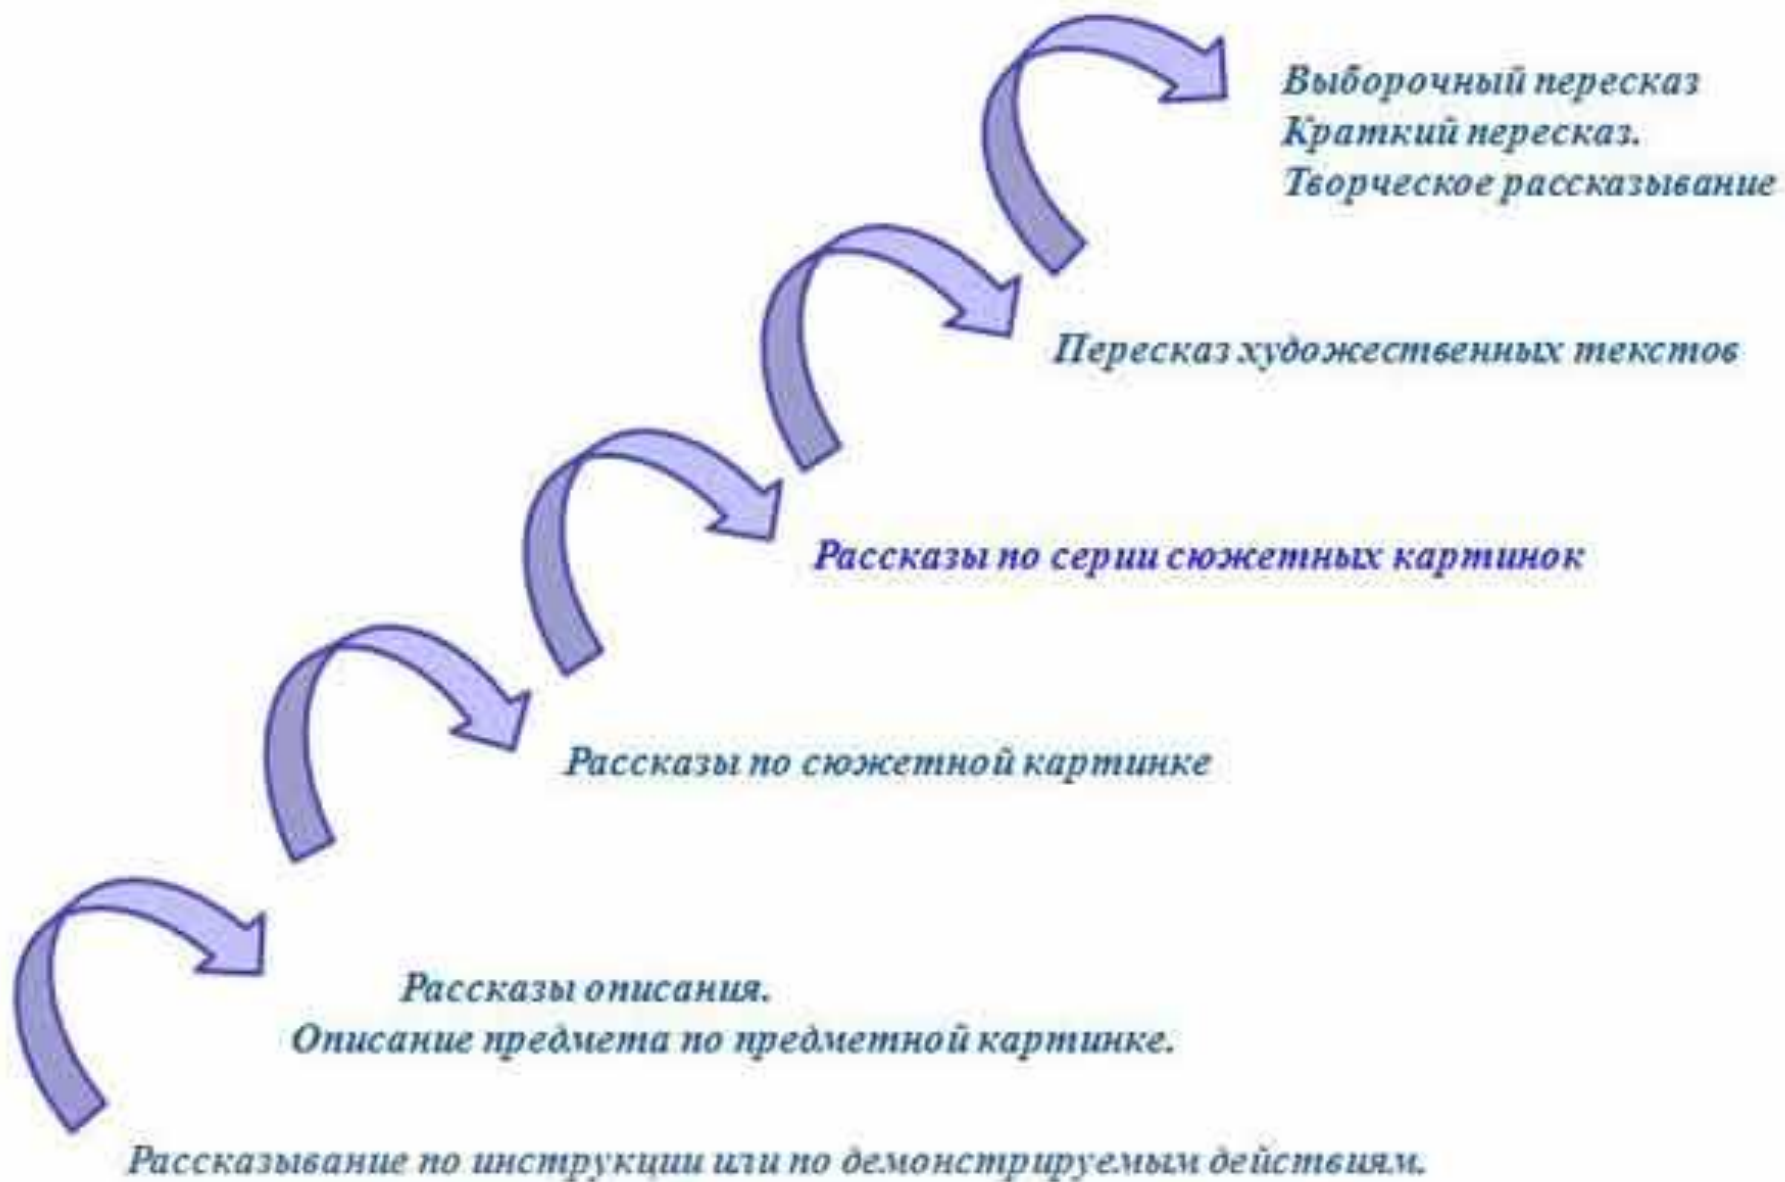 Выборочный пересказ
Краткий пересказ.
Творческое рассказывание
Пересказ художественных текстов
Рассказы по серии сюжетных картинок
Рассказы по сюжетной картинке
Рассказы описания.
Описание предмета по предметной картинке.
Рассказывание по инструкции или по демонстрируемым действиям.